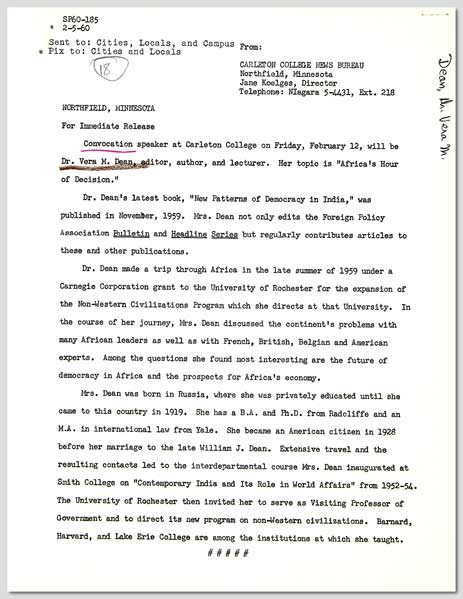 SP60-185
* 2-5-60
Sent to: Cities, Locals, and Campus
* Pix to: Cities and Locals
18
From:
CARLETON COLLEGE NEWS BUREAU
Northfield, Minnesota
Jane Koelges, Director
Telephone: NIagara 5-4431, Ext. 218
Dean, Dr. Vera M.
NORTHFIELD, MINNESOTA
For Immediate Release
Convocation speaker at Carleton College on Friday, February 12, will be
Dr. Vera M. Dean, editor, author, and lecturer. Her topic is "Africa's Hour
of Decision."
Dr. Dean's latest book, "New Patterns of Democracy in India," was
published in November, 1959. Mrs. Dean not only edits the Foreign Policy
Association Bulletin and Headline Series but regularly contributes articles to
these and other publications.
Dr. Dean made a trip through Africa in the late summer of 1959 under a
Carnegie Corporation grant to the University of Rochester for the expansion of
the Non-Western Civilizations Program which she directs at that University. In
the course of her journey, Mrs. Dean discussed the continent's problems with
many African leaders as well as with French, British, Belgian and American
experts. Among the questions she found most interesting are the future of
democracy in Africa and the prospects for Africa's economy.
Mrs. Dean was born in Russia, where she was privately educated until she
came to this country in 1919. She has a B.A. and Ph.D. from Radcliffe and an
M.A. in international law from Yale. She became an American citizen in 1928
before her marriage to the late William J. Dean. Extensive travel and the
resulting contacts led to the interdepartmental course Mrs. Dean inaugurated at
Smith College on "Contemporary India and Its Role in World Affairs" from 1952-54.
The University of Rochester then invited her to serve as Visiting Professor of
Government and to direct its new program on non-Western civilizations. Barnard,
Harvard, and Lake Erie College are among the institutions at which she taught.
# # # # #